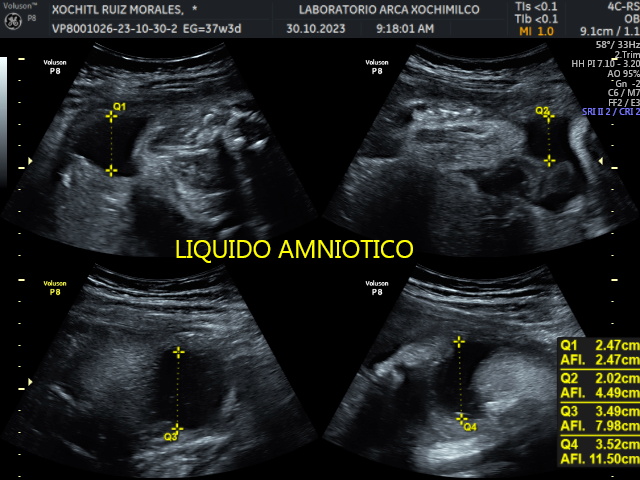 Voluson™
GE
P8
XOCHITL RUIZ MORALES, *
VP8001026-23-10-30-2 EG=37w3d
LABORATORIO ARCA XOCHIMILCO
30.10.2023 9:18:01 AM
TIs <0.1
TIb <0.1
MI 1.0
4C-RS
OB
9.1cm / 1.1
58°/ 33Hz
2 Trim
HH PI 7.10 - 3.20
AO 95%
Gn -2
C6 / M7
FF2 / E3
SRI II 2 / CRI 2
Voluson
P8
Q1
Voluson
P8
Q2
LIQUIDO AMNIOTICO
Voluson
P8
Q3
Voluson
P8
Q4
Q1 2.47cm
AFI. 2.47cm
Q2 2.02cm
AFI. 4.49cm
Q3 3.49cm
AFI. 7.98cm
Q4 3.52cm
AFI. 11.50cm